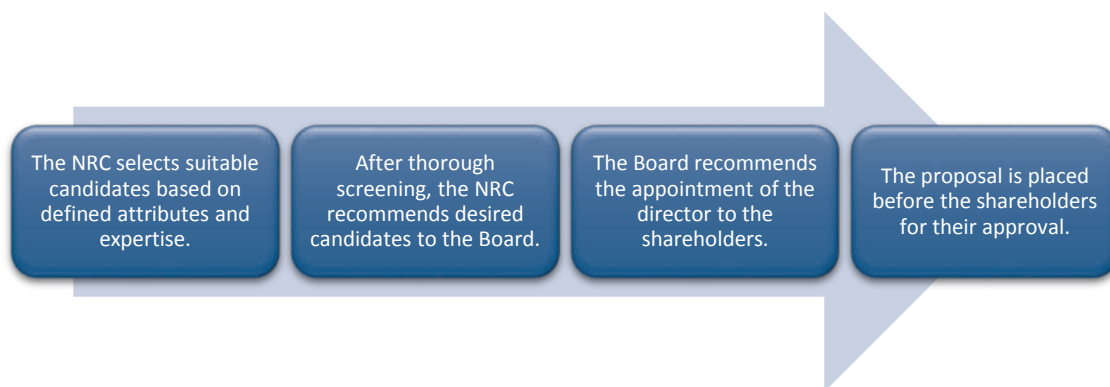 The NRC selects suitable
candidates based on
defined attributes and
expertise.
After thorough
screening, the NRC
recommends desired
candidates to the Board.
The Board recommends
the appointment of the
director to the
shareholders.
The proposal is placed
before the shareholders
for their approval.